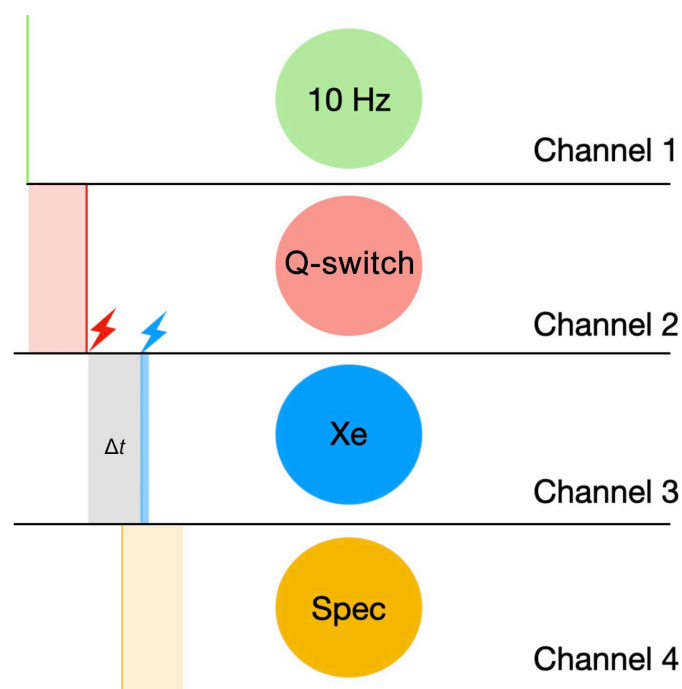 10 Hz
Channel 1
Q-switch
Channel 2
Δt
Xe
Channel 3
Spec
Channel 4